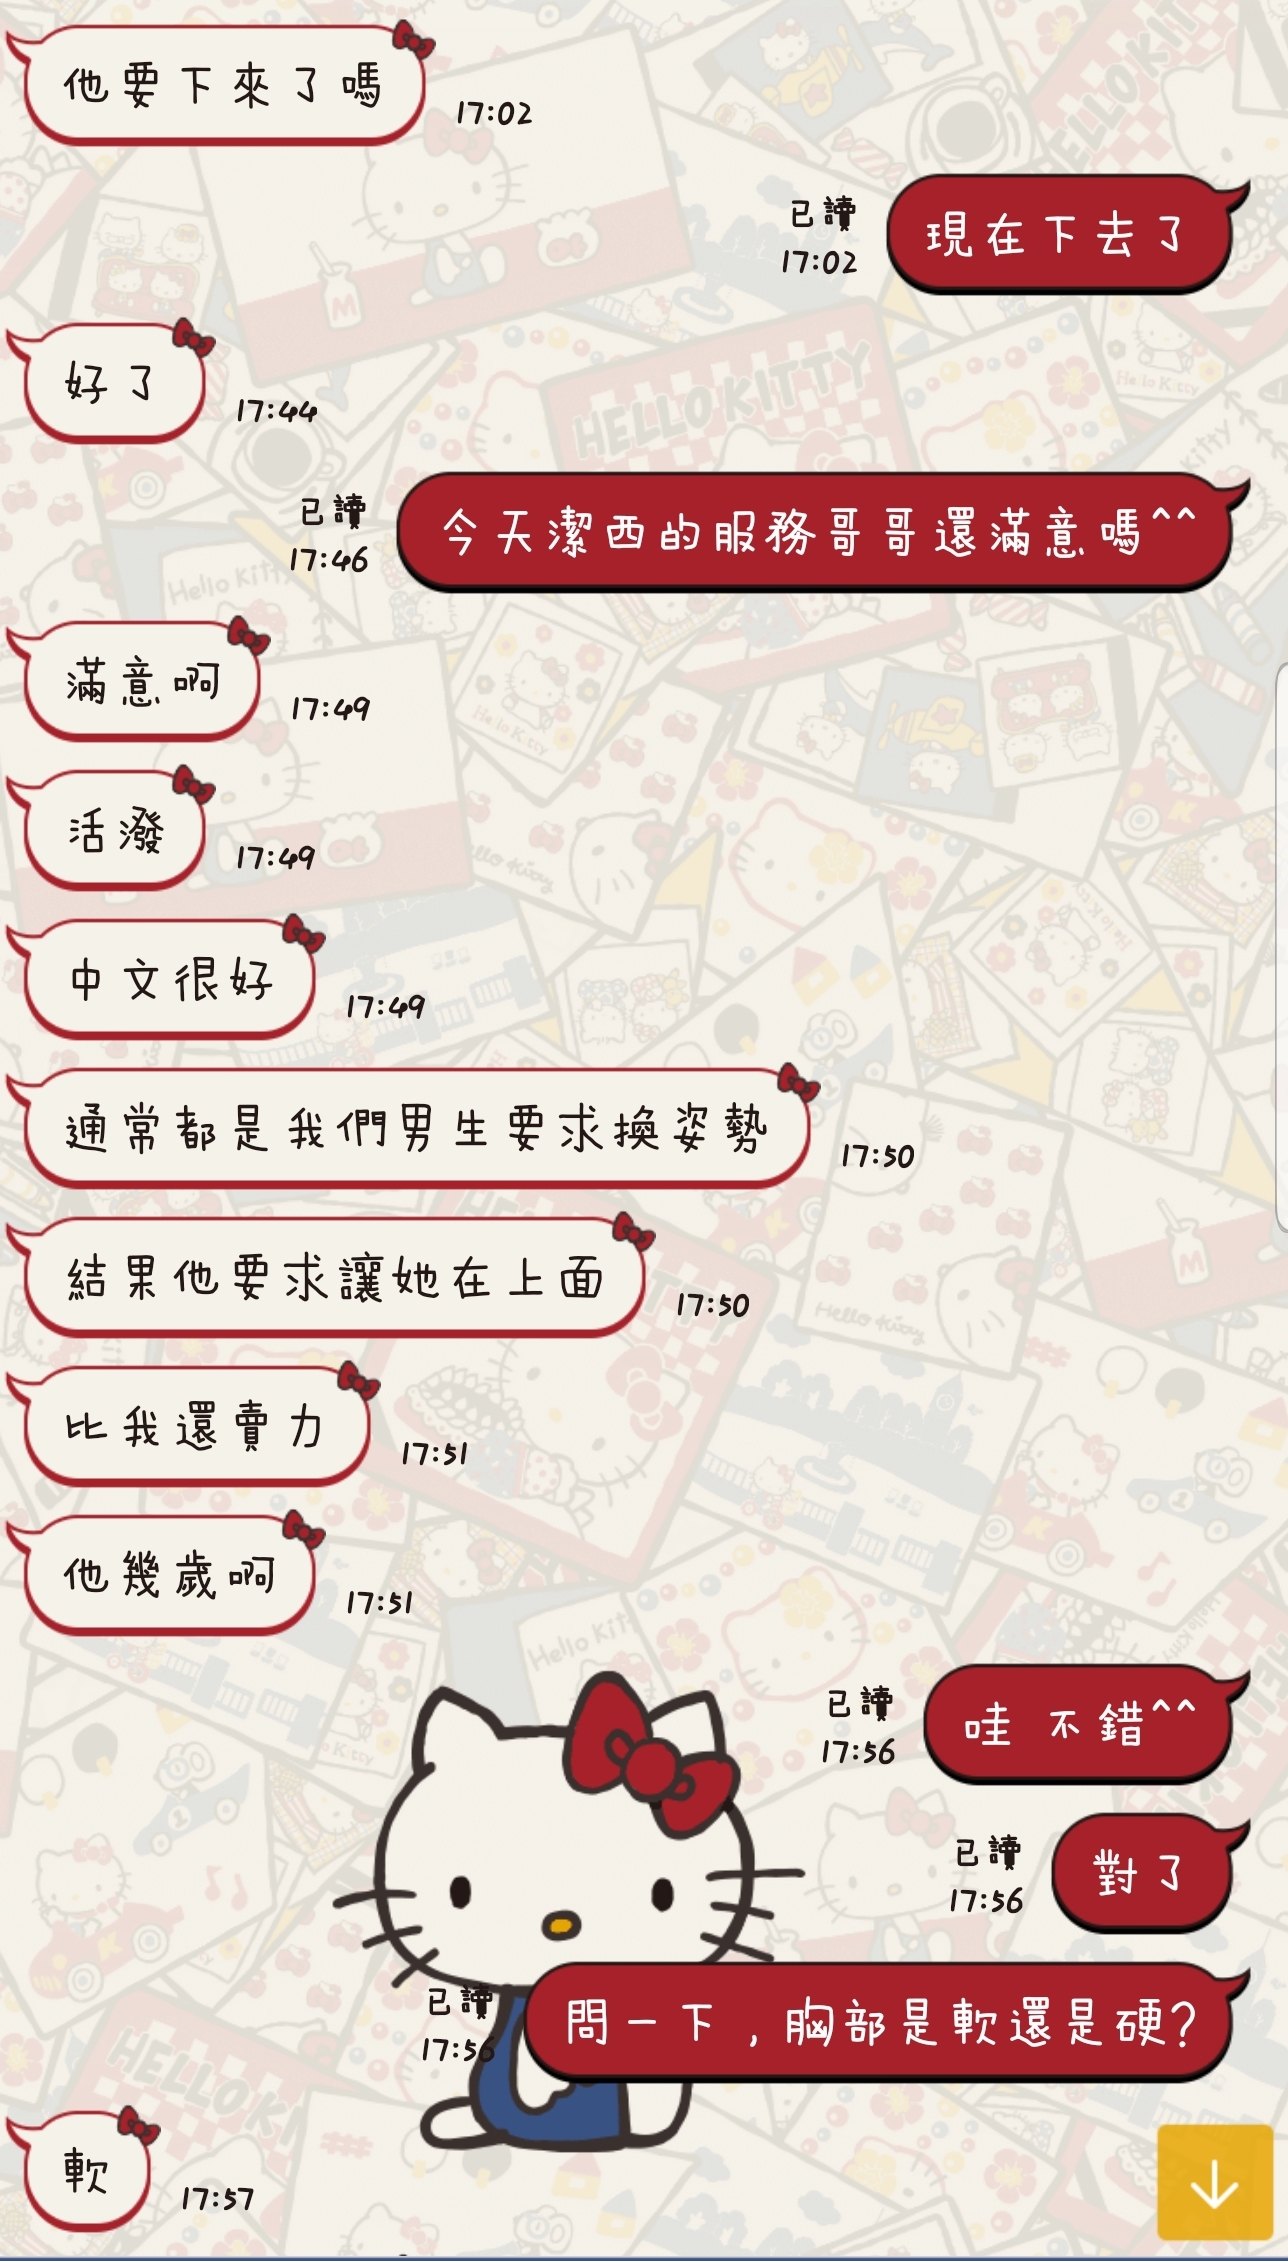 他要下來了嗎
17:02
現在下去了
已讀
17:02
好了
17:44
今天潔西的服務哥哥還滿意嗎^^
已讀
17:46
滿意啊
17:49
活潑
17:49
中文很好
17:49
通常都是我們男生要求換姿勢
17:50
結果他要求讓她在上面
17:50
比我還賣力
17:51
他幾歲啊
17:51
哇 不錯^^
已讀
17:56
對了
已讀
17:56
問一下,胸部是軟還是硬?
已讀
17:56
軟
17:57
HELLO KITTY
Hello Kitty